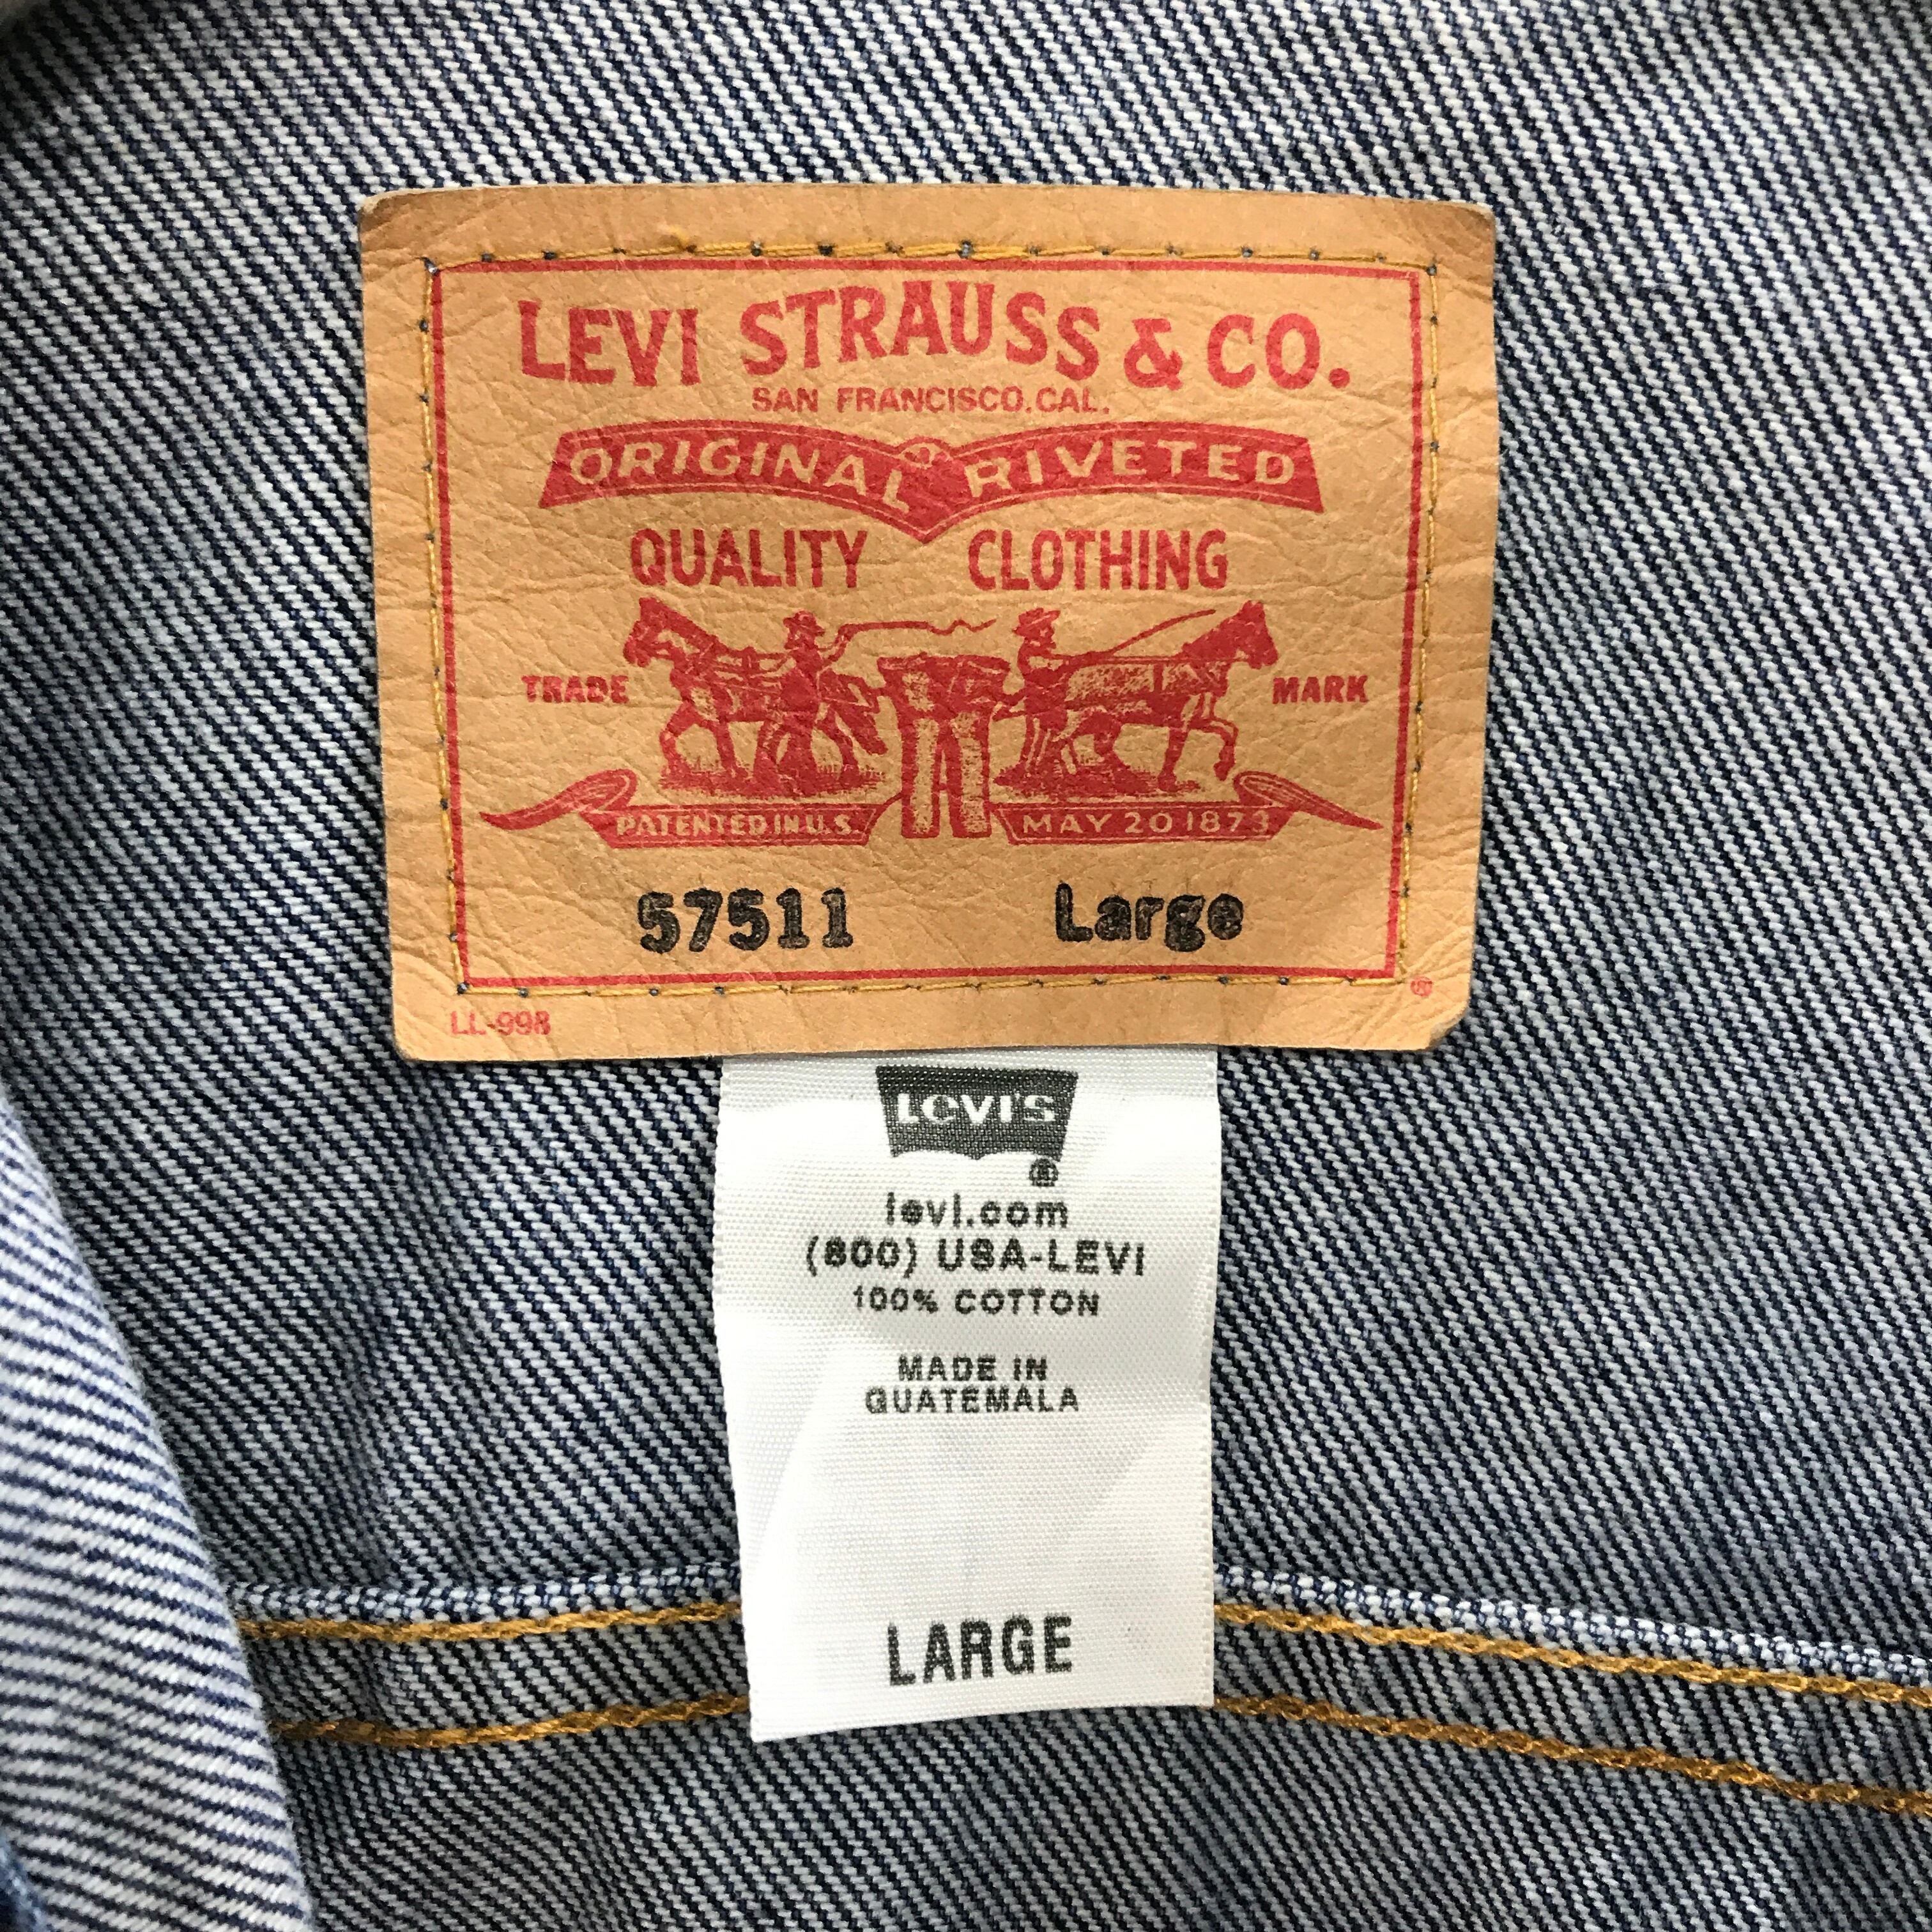 LEVI STRAUSS & CO.
SAN FRANCISCO, CAL.
ORIGINAL RIVETED
QUALITY CLOTHING
TRADE MARK
PATENTED IN U.S. MAY 20 1873
57511 Large
®
LL-998
LEVI'S
®
levi.com
(800) USA-LEVI
100% COTTON
MADE IN
GUATEMALA
LARGE